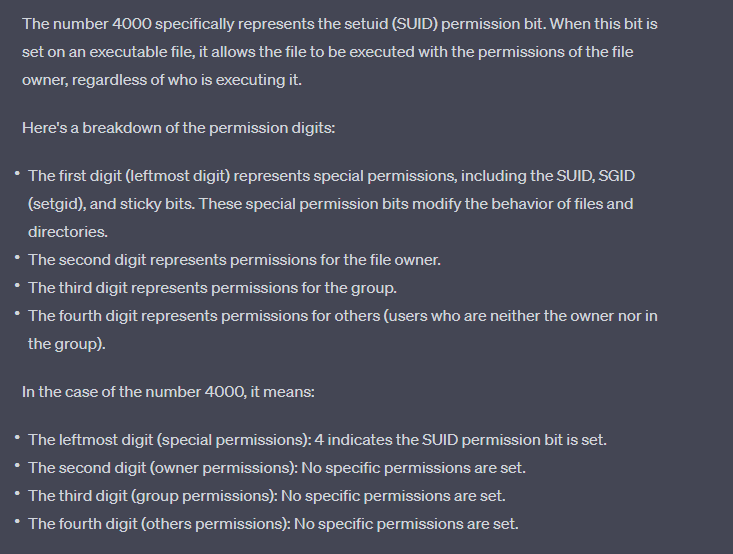 The number 4000 specifically represents the setuid (SUID) permission bit. When this bit is
set on an executable file, it allows the file to be executed with the permissions of the file
owner, regardless of who is executing it.
Here's a breakdown of the permission digits:
• The first digit (leftmost digit) represents special permissions, including the SUID, SGID
(setgid), and sticky bits. These special permission bits modify the behavior of files and
directories.
• The second digit represents permissions for the file owner.
• The third digit represents permissions for the group.
• The fourth digit represents permissions for others (users who are neither the owner nor in
the group).
In the case of the number 4000, it means:
• The leftmost digit (special permissions): 4 indicates the SUID permission bit is set.
• The second digit (owner permissions): No specific permissions are set.
• The third digit (group permissions): No specific permissions are set.
• The fourth digit (others permissions): No specific permissions are set.